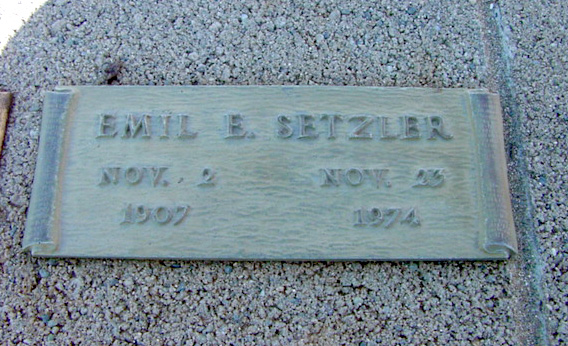 EMIL E. SETZLER
NOV. 2 NOV. 23
1907 1974